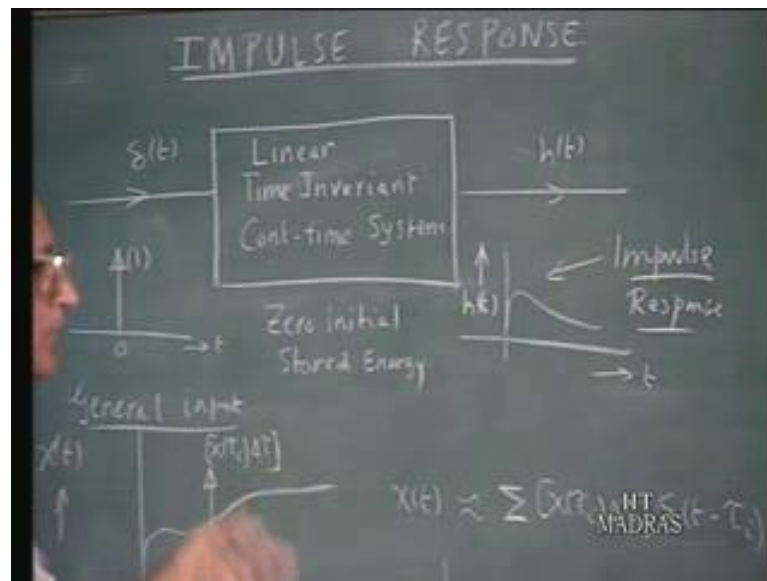 IMPULSE RESPONSE
δ(t)
Linear
Time Invariant
Cont-time System
h(t)
(1)
0
→ t
Zero initial
Stored Energy
h(t)
Impulse
Response
→ t
General input
x(t)
[x(τi)Δτ]
x(t) ≈ Σ [x(τi) δ(t-τi)
IIT
MADRAS